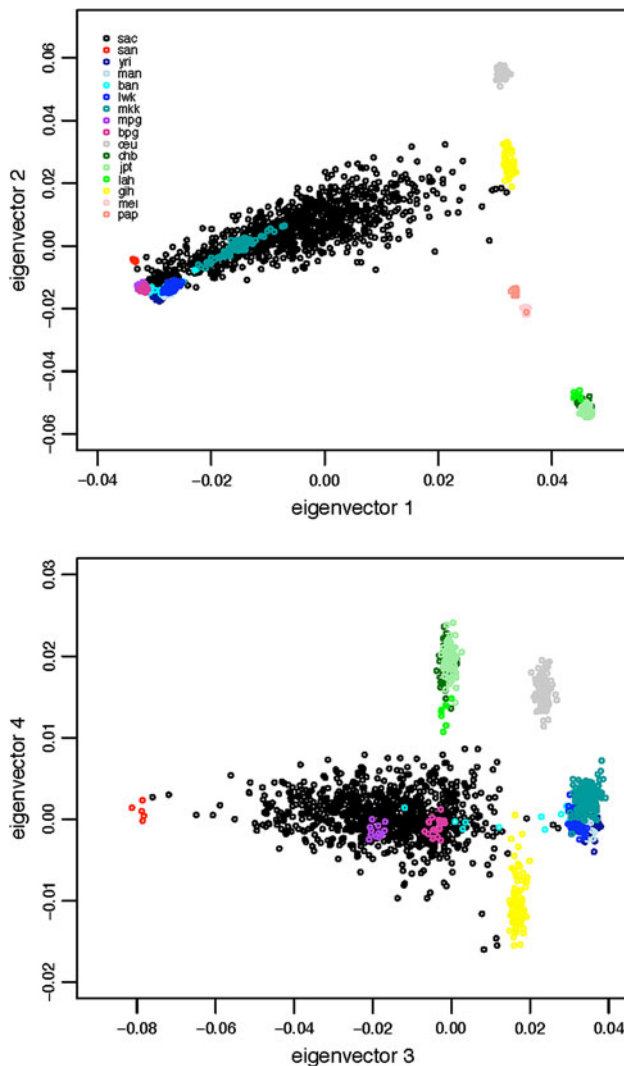 sac
san
yri
man
ban
lwk
mkk
mpg
bpg
ceu
chb
jpt
lah
gih
mel
pap
eigenvector 2
0.06
0.04
0.02
0.00
−0.02
−0.04
−0.06
−0.04 −0.02 0.00 0.02 0.04
eigenvector 1
eigenvector 4
0.03
0.02
0.01
0.00
−0.01
−0.02
−0.08 −0.06 −0.04 −0.02 0.00 0.02 0.04
eigenvector 3